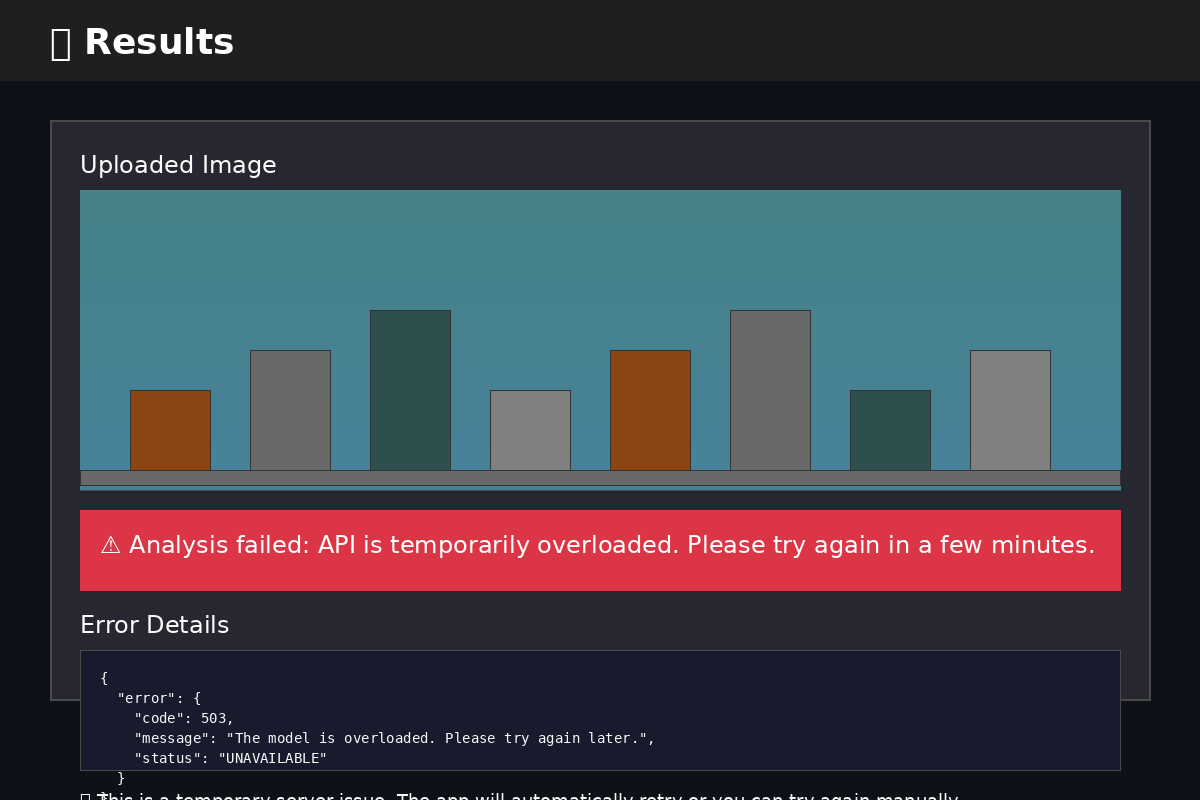 Results
Uploaded Image
⚠ Analysis failed: API is temporarily overloaded. Please try again in a few minutes.
Error Details
{
"error": {
"code": 503,
"message": "The model is overloaded. Please try again later.",
"status": "UNAVAILABLE"
}
This is a temporary server issue. The app will automatically retry or you can try again manually.